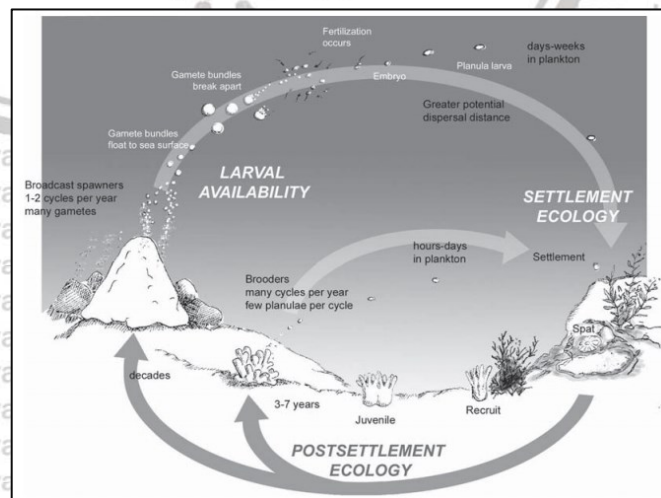 Fertilization
occurs
Gamete bundles
break apart
Embryo
Planula larva
days-weeks
in plankton
Gamete bundles
float to sea surface
Greater potential
dispersal distance
LARVAL
AVAILABILITY
Broadcast spawners
1-2 cycles per year
many gametes
SETTLEMENT
ECOLOGY
hours-days
in plankton
Settlement
Brooders
many cycles per year
few planulae per cycle
Spat
decades
3-7 years
Juvenile
Recruit
POSTSETTLEMENT
ECOLOGY